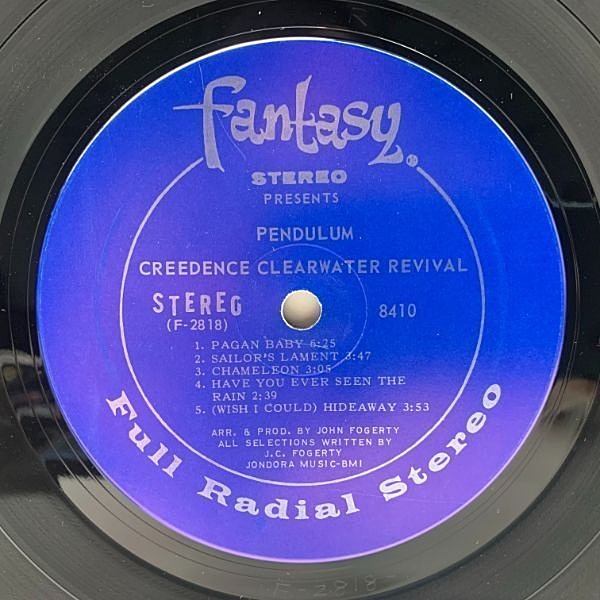 fantasy®
STEREO
PRESENTS
PENDULUM
CREEDENCE CLEARWATER REVIVAL
STEREO
(F-2818)
8410
1. PAGAN BABY 6:25
2. SAILOR'S LAMENT 3:47
3. CHAMELEON 3:05
4. HAVE YOU EVER SEEN THE
RAIN 2:39
5. (WISH I COULD) HIDEAWAY 3:53
ARR. & PROD. BY JOHN FOGERTY
ALL SELECTIONS WRITTEN BY
J.C. FOGERTY
JONDORA MUSIC-BMI
Full Radial Stereo
F-2818